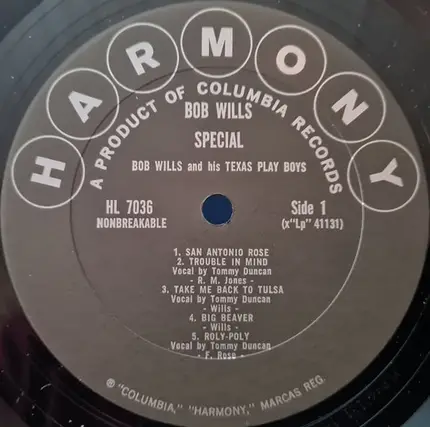 HARMONY
A PRODUCT OF COLUMBIA RECORDS
BOB WILLS
SPECIAL
BOB WILLS and his TEXAS PLAY BOYS
HL 7036
NONBREAKABLE
Side 1
(x"Lp" 41131)
1. SAN ANTONIO ROSE
2. TROUBLE IN MIND
Vocal by Tommy Duncan
- R. M. Jones -
3. TAKE ME BACK TO TULSA
Vocal by Tommy Duncan
- Wills -
4. BIG BEAVER
- Wills -
5. ROLY-POLY
Vocal by Tommy Duncan
- F. Rose -
® "COLUMBIA," "HARMONY," MARCAS REG.